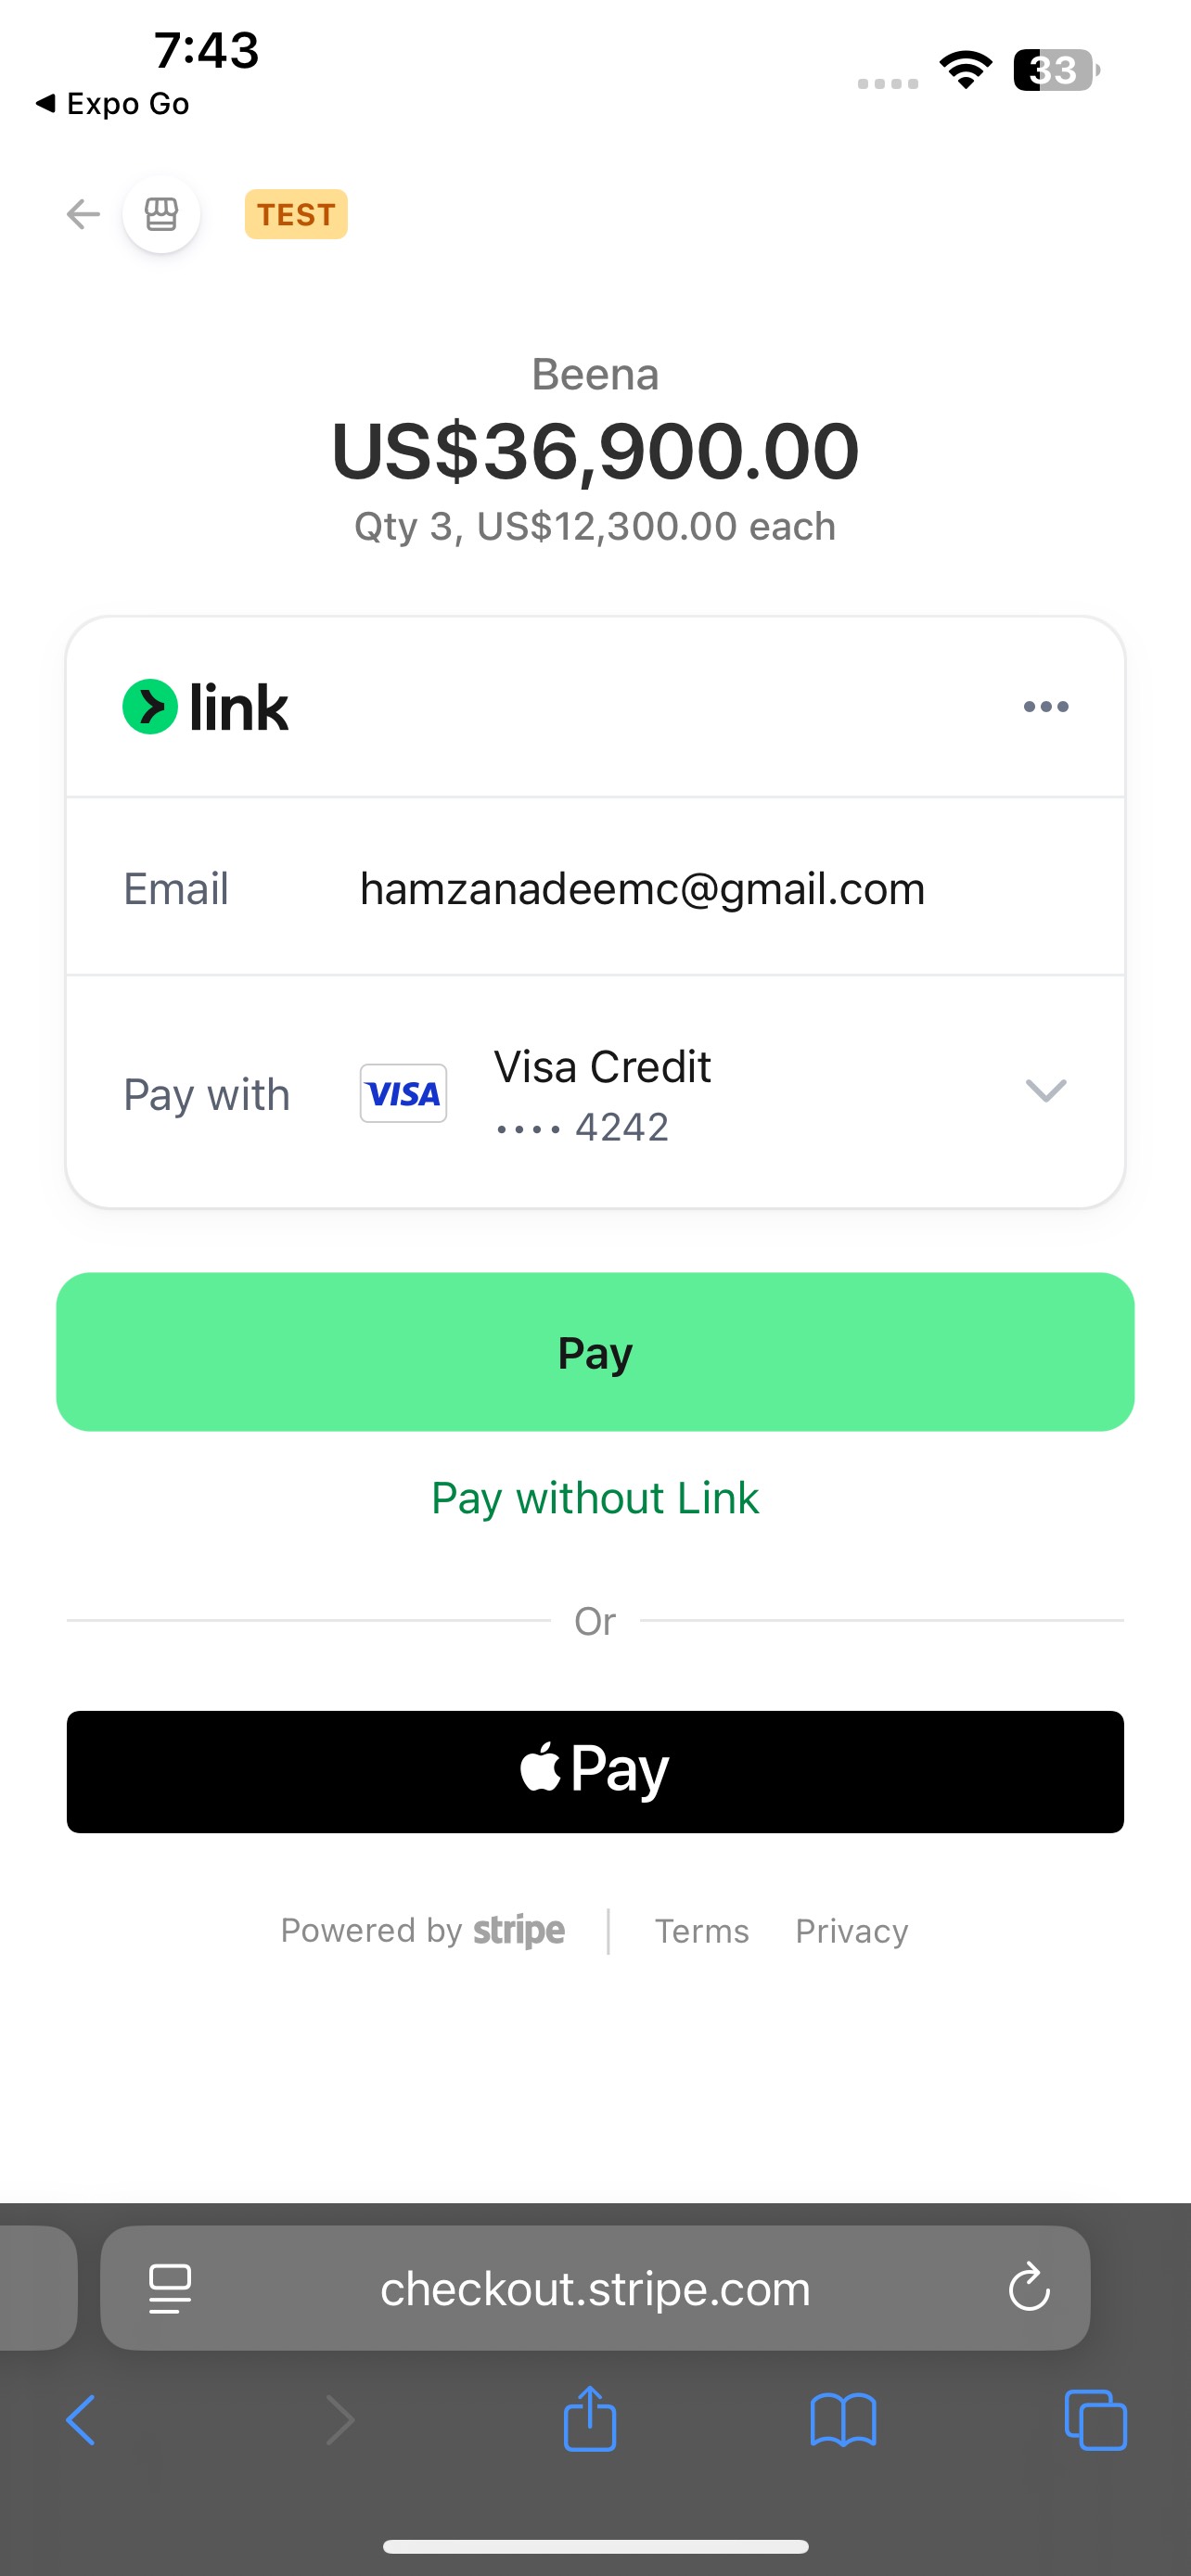 7:43
33
Expo Go
TEST
Beena
US$36,900.00
Qty 3, US$12,300.00 each
link
Email hamzanadeemc@gmail.com
Pay with VISA Visa Credit
•••• 4242
Pay
Pay without Link
Or
Pay
Powered by stripe
Terms Privacy
checkout.stripe.com